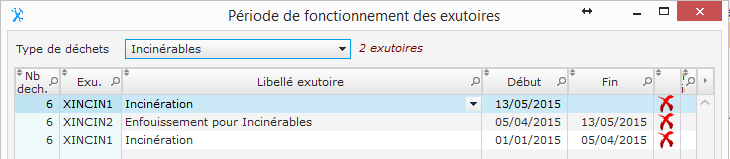 Période de fonctionnement des exutoires
Type de déchets Incinérables 2 exutoires
Nb dech. Exu. Libellé exutoire Début Fin
6 XINCIN1 Incinération 13/05/2015
6 XINCIN2 Enfouissement pour Incinérables 05/04/2015 13/05/2015
6 XINCIN1 Incinération 01/01/2015 05/04/2015